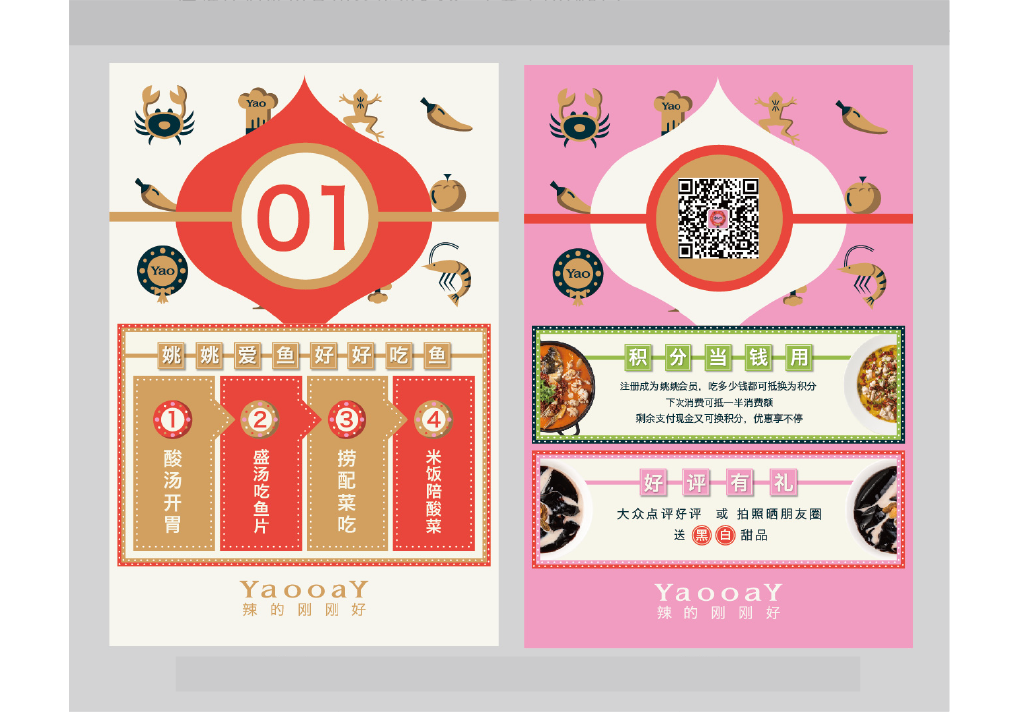 Yao
01
Yao
姚姚爱鱼好好吃鱼
1
酸汤开胃
2
盛汤吃鱼片
3
捞配菜吃
4
米饭陪酸菜
YaooaY
辣的刚刚好
Yao
Yao
积分当钱用
注册成为姚姚会员，吃多少钱都可抵换为积分
下次消费可抵一半消费额
剩余支付现金又可换积分，优惠享不停
好评有礼
大众点评好评 或 拍照晒朋友圈
送 黑 白 甜品
YaooaY
辣的刚刚好